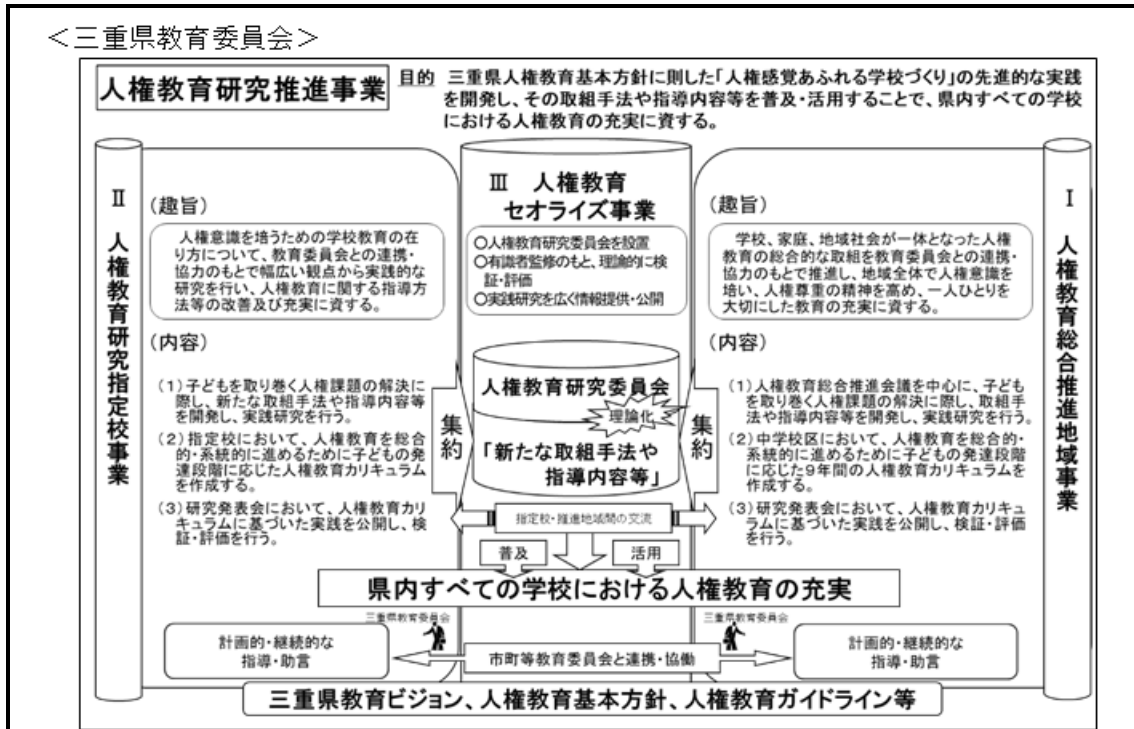 ＜三重県教育委員会＞
人権教育研究推進事業
目的 三重県人権教育基本方針に則した「人権感覚あふれる学校づくり」の先進的な実践
を開発し、その取組手法や指導内容等を普及・活用することで、県内すべての学校
における人権教育の充実に資する。
Ⅱ 人権教育研究指定校事業
（趣旨）
人権意識を培うための学校教育の在
り方について、教育委員会との連携・
協力のもとで幅広い観点から実践的な
研究を行い、人権教育に関する指導方
法等の改善及び充実に資する。
（内容）
（1）子どもを取り巻く人権課題の解決に
際し、新たな取組手法や指導内容等
を開発し、実践研究を行う。
（2）指定校において、人権教育を総合
的・系統的に進めるために子どもの発
達段階に応じた人権教育カリキュラム
を作成する。
（3）研究発表会において、人権教育カリ
キュラムに基づいた実践を公開し、検
証・評価を行う。
Ⅲ 人権教育
セオライズ事業
○人権教育研究委員会を設置
○有識者監修のもと、理論的に検
証・評価
○実践研究を広く情報提供・公開
人権教育研究委員会
理論化
「新たな取組手法や
指導内容等」
集約
集約
指定校・推進地域間の交流
普及
活用
Ⅰ 人権教育総合推進地域事業
（趣旨）
学校、家庭、地域社会が一体となった人権
教育の総合的な取組を教育委員会との連携・
協力のもとで推進し、地域全体で人権意識を
培い、人権尊重の精神を高め、一人ひとりを
大切にした教育の充実に資する。
（内容）
（1）人権教育総合推進会議を中心に、子ども
を取り巻く人権課題の解決に際し、取組手
法や指導内容等を開発し、実践研究を行う。
（2）中学校区において、人権教育を総合的・
系統的に進めるために子どもの発達段階
に応じた9年間の人権教育カリキュラムを
作成する。
（3）研究発表会において、人権教育カリキュ
ラムに基づいた実践を公開し、検証・評価
を行う。
県内すべての学校における人権教育の充実
三重県教育委員会
三重県教育委員会
計画的・継続的な
指導・助言
市町等教育委員会と連携・協働
計画的・継続的な
指導・助言
三重県教育ビジョン、人権教育基本方針、人権教育ガイドライン等